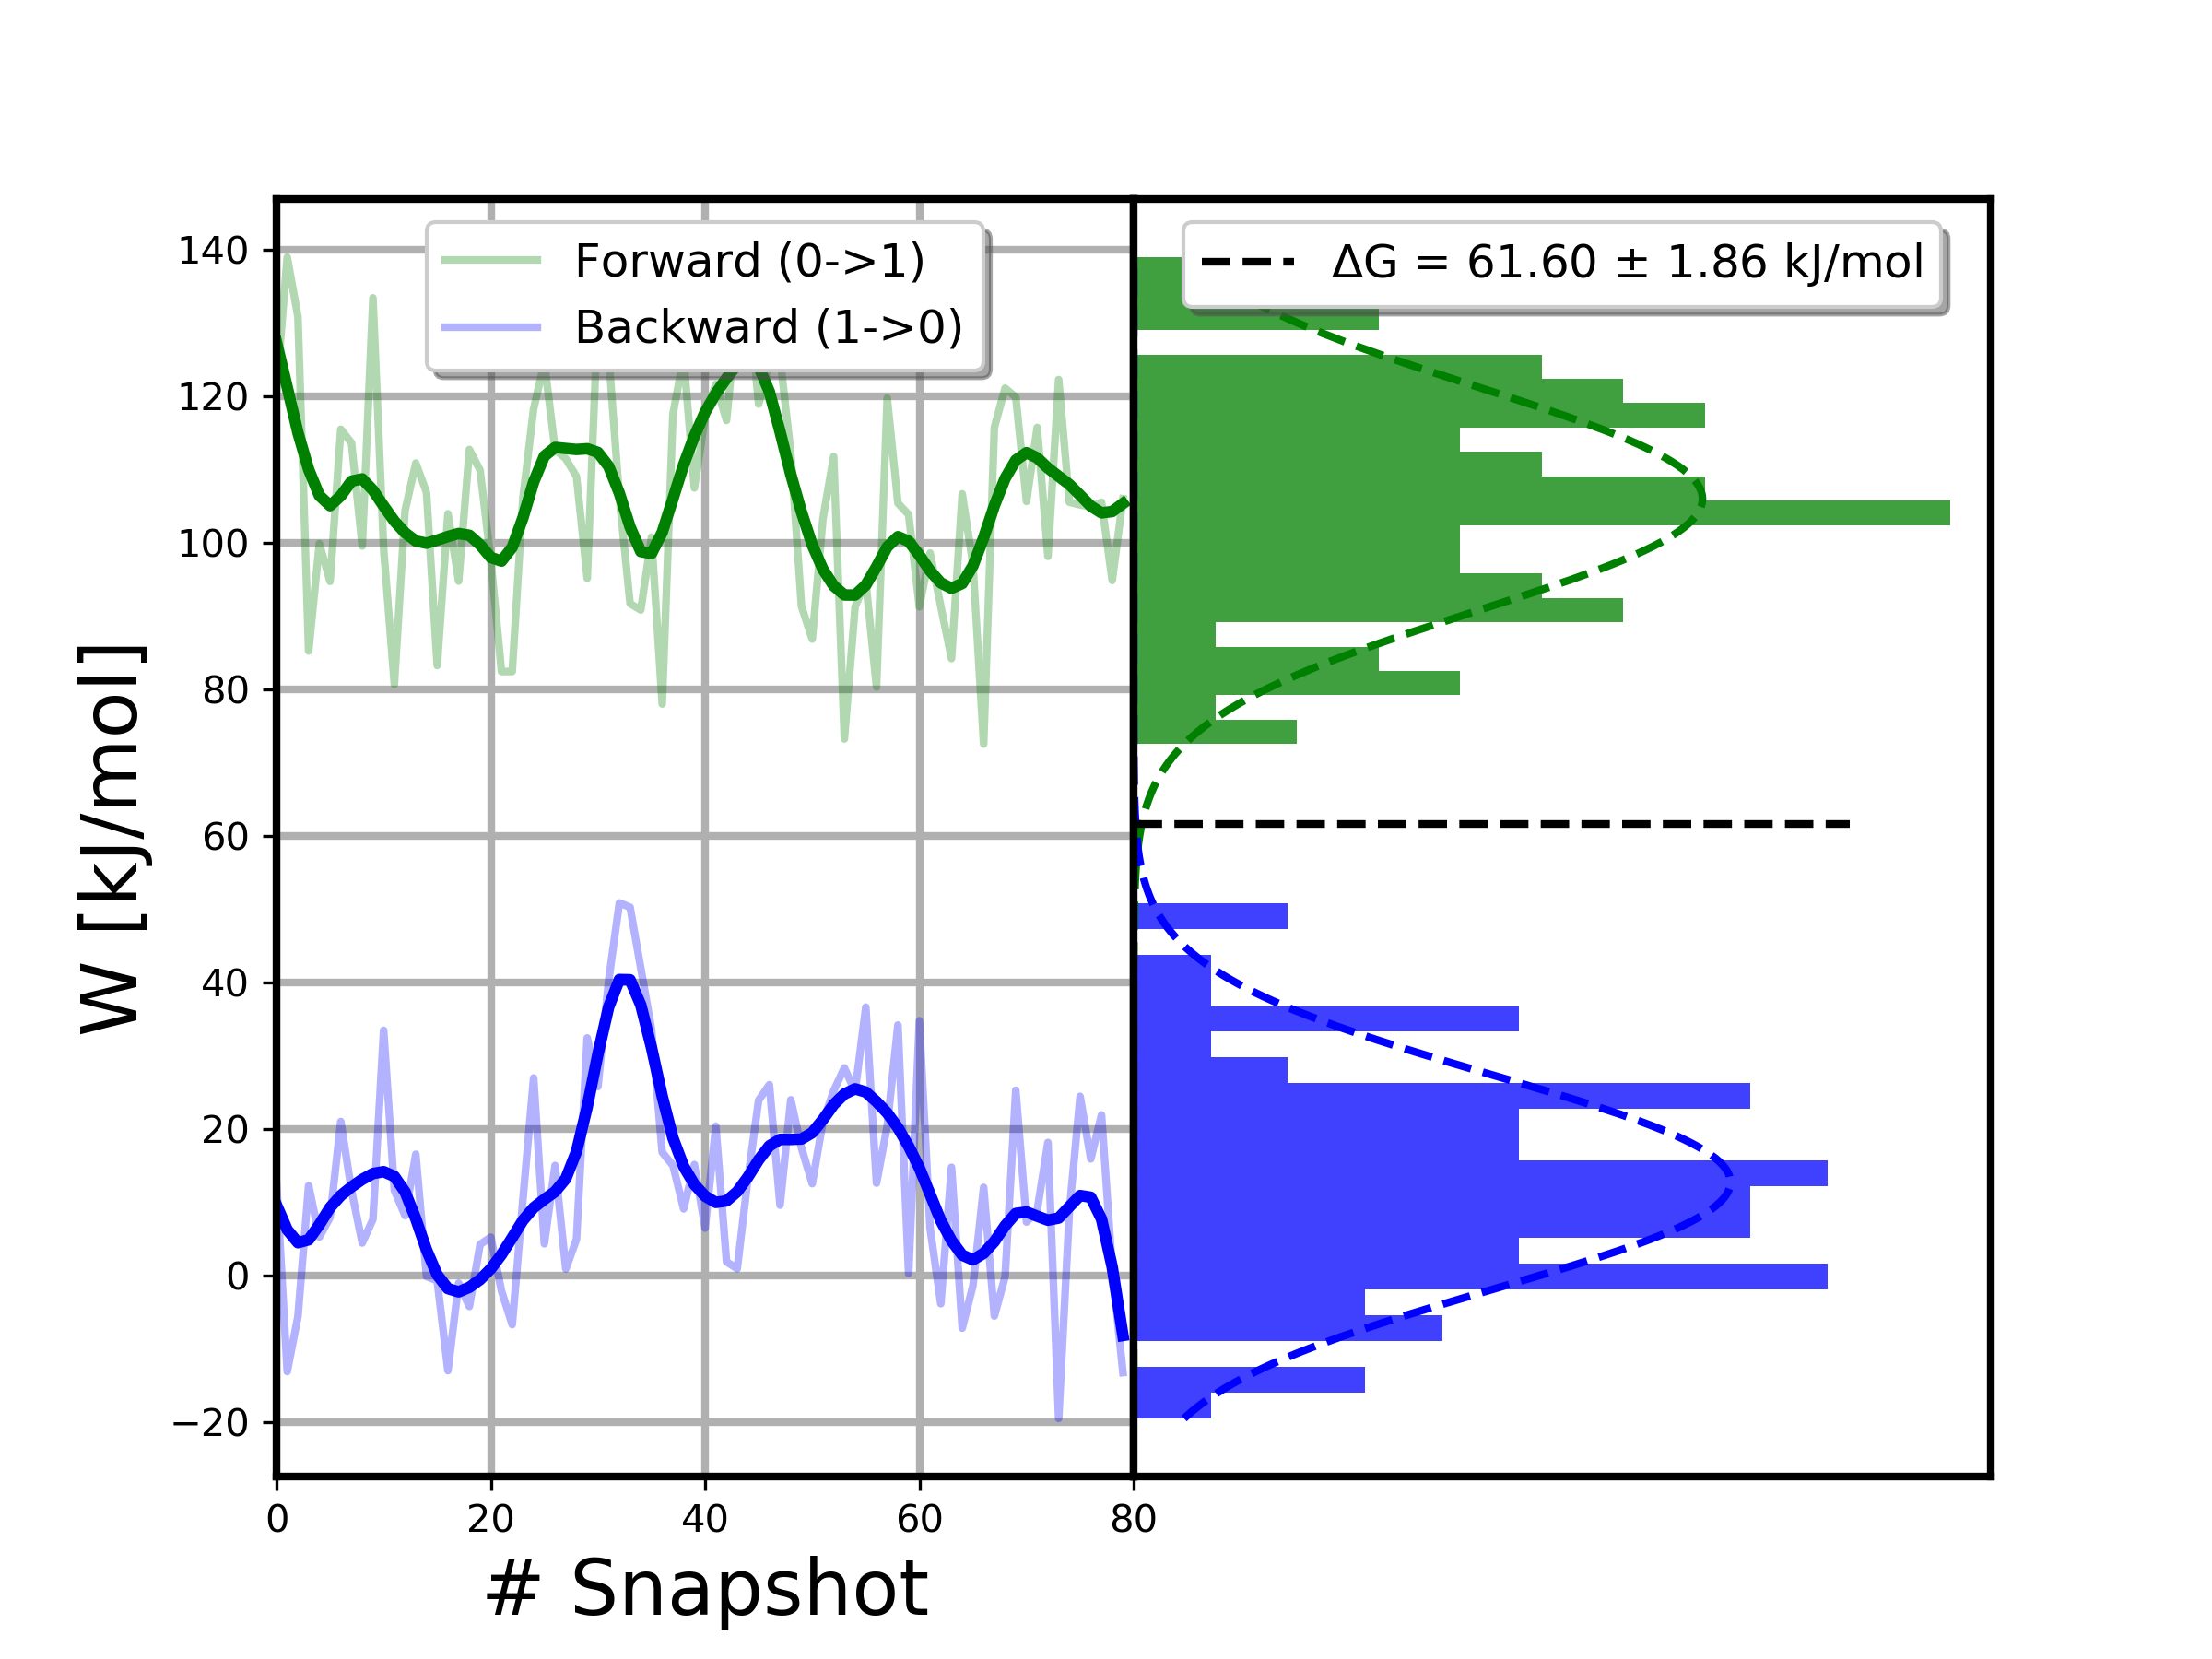 Forward (0->1)
Backward (1->0)
ΔG = 61.60 ± 1.86 kJ/mol
140
120
100
80
60
40
20
0
−20
W [kJ/mol]
0 20 40 60 80
# Snapshot